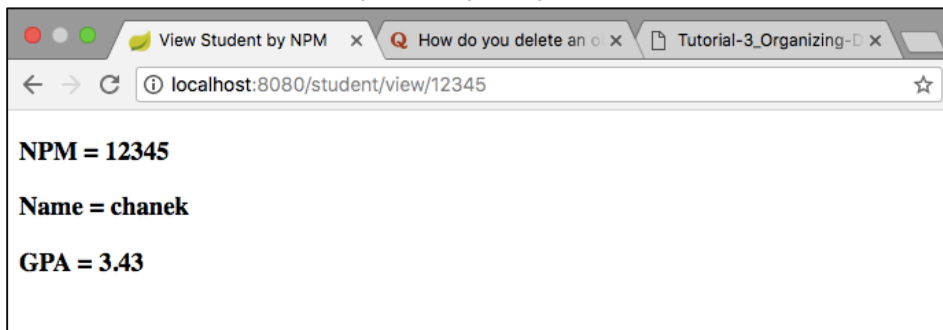 View Student by NPM
Q How do you delete an o
Tutorial-3_Organizing-D
localhost:8080/student/view/12345
NPM = 12345
Name = chanek
GPA = 3.43